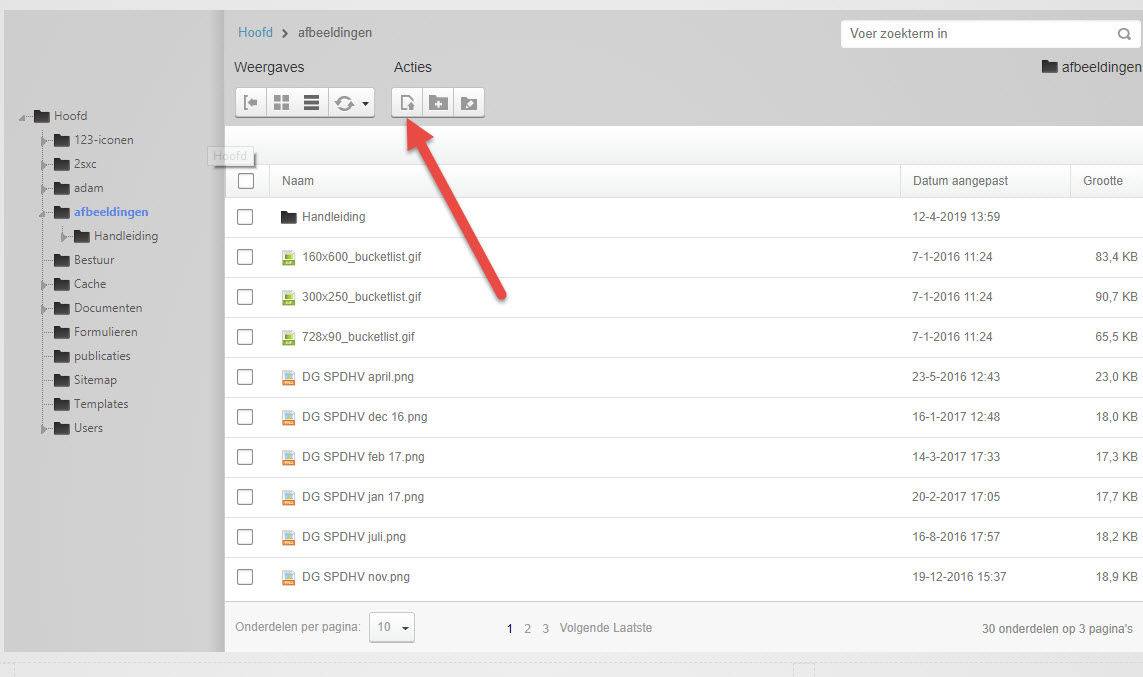 Hoofd > afbeeldingen
Voer zoekterm in
Weergaves Acties
afbeeldingen
Hoofd
123-iconen
2sxc
adam
afbeeldingen
Handleiding
Bestuur
Cache
Documenten
Formulieren
publicaties
Sitemap
Templates
Users
Hoofd
Naam Datum aangepast Grootte
Handleiding 12-4-2019 13:59
160x600_bucketlist.gif 7-1-2016 11:24 83,4 KB
300x250_bucketlist.gif 7-1-2016 11:24 90,7 KB
728x90_bucketlist.gif 7-1-2016 11:24 65,5 KB
DG SPDHV april.png 23-5-2016 12:43 23,0 KB
DG SPDHV dec 16.png 16-1-2017 12:48 18,0 KB
DG SPDHV feb 17.png 14-3-2017 17:33 17,3 KB
DG SPDHV jan 17.png 20-2-2017 17:05 17,7 KB
DG SPDHV juli.png 16-8-2016 17:57 18,2 KB
DG SPDHV nov.png 19-12-2016 15:37 18,9 KB
Onderdelen per pagina: 10 1 2 3 Volgende Laatste 30 onderdelen op 3 pagina's